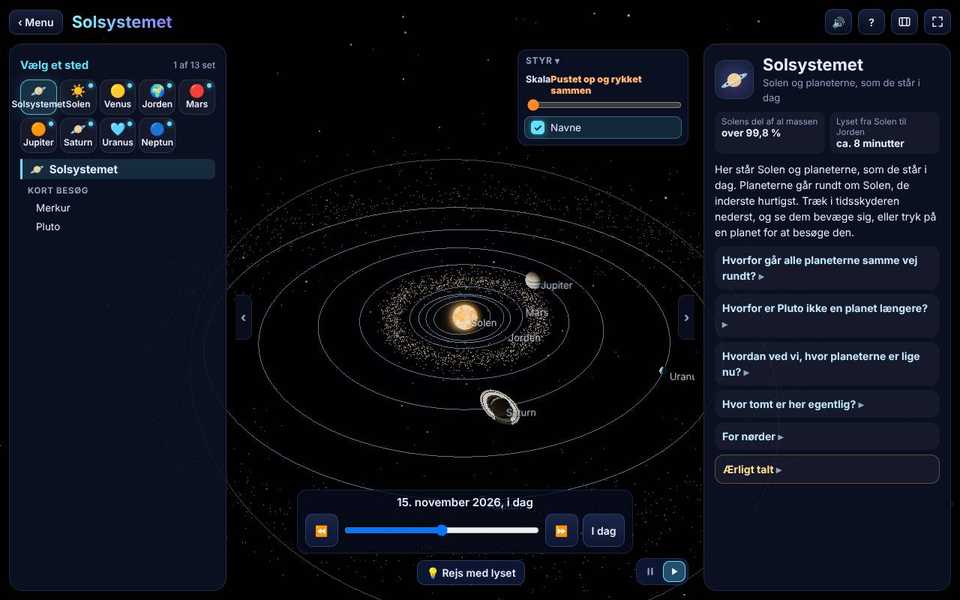 ‹ Menu
Solsystemet
?
Vælg et sted
1 af 13 set
Solsystemet
Solen
Venus
Jorden
Mars
Jupiter
Saturn
Uranus
Neptun
Solsystemet
KORT BESØG
Merkur
Pluto
STYR ▾
Skala
Pustet op og rykket
sammen
Navne
Jupiter
Mars
Solen
Jorden
Saturn
Uranu
‹
›
15. november 2026, i dag
I dag
Rejs med lyset
Solsystemet
Solen og planeterne, som de står i
dag
Solens del af al massen
over 99,8 %
Lyset fra Solen til
Jorden
ca. 8 minutter
Her står Solen og planeterne, som de står i
dag. Planeterne går rundt om Solen, de
inderste hurtigst. Træk i tidsskyderen
nederst, og se dem bevæge sig, eller tryk på
en planet for at besøge den.
Hvorfor går alle planeterne samme vej
rundt? ▸
Hvorfor er Pluto ikke en planet længere?
▸
Hvordan ved vi, hvor planeterne er lige
nu? ▸
Hvor tomt er her egentlig? ▸
For nørder ▸
Ærligt talt ▸